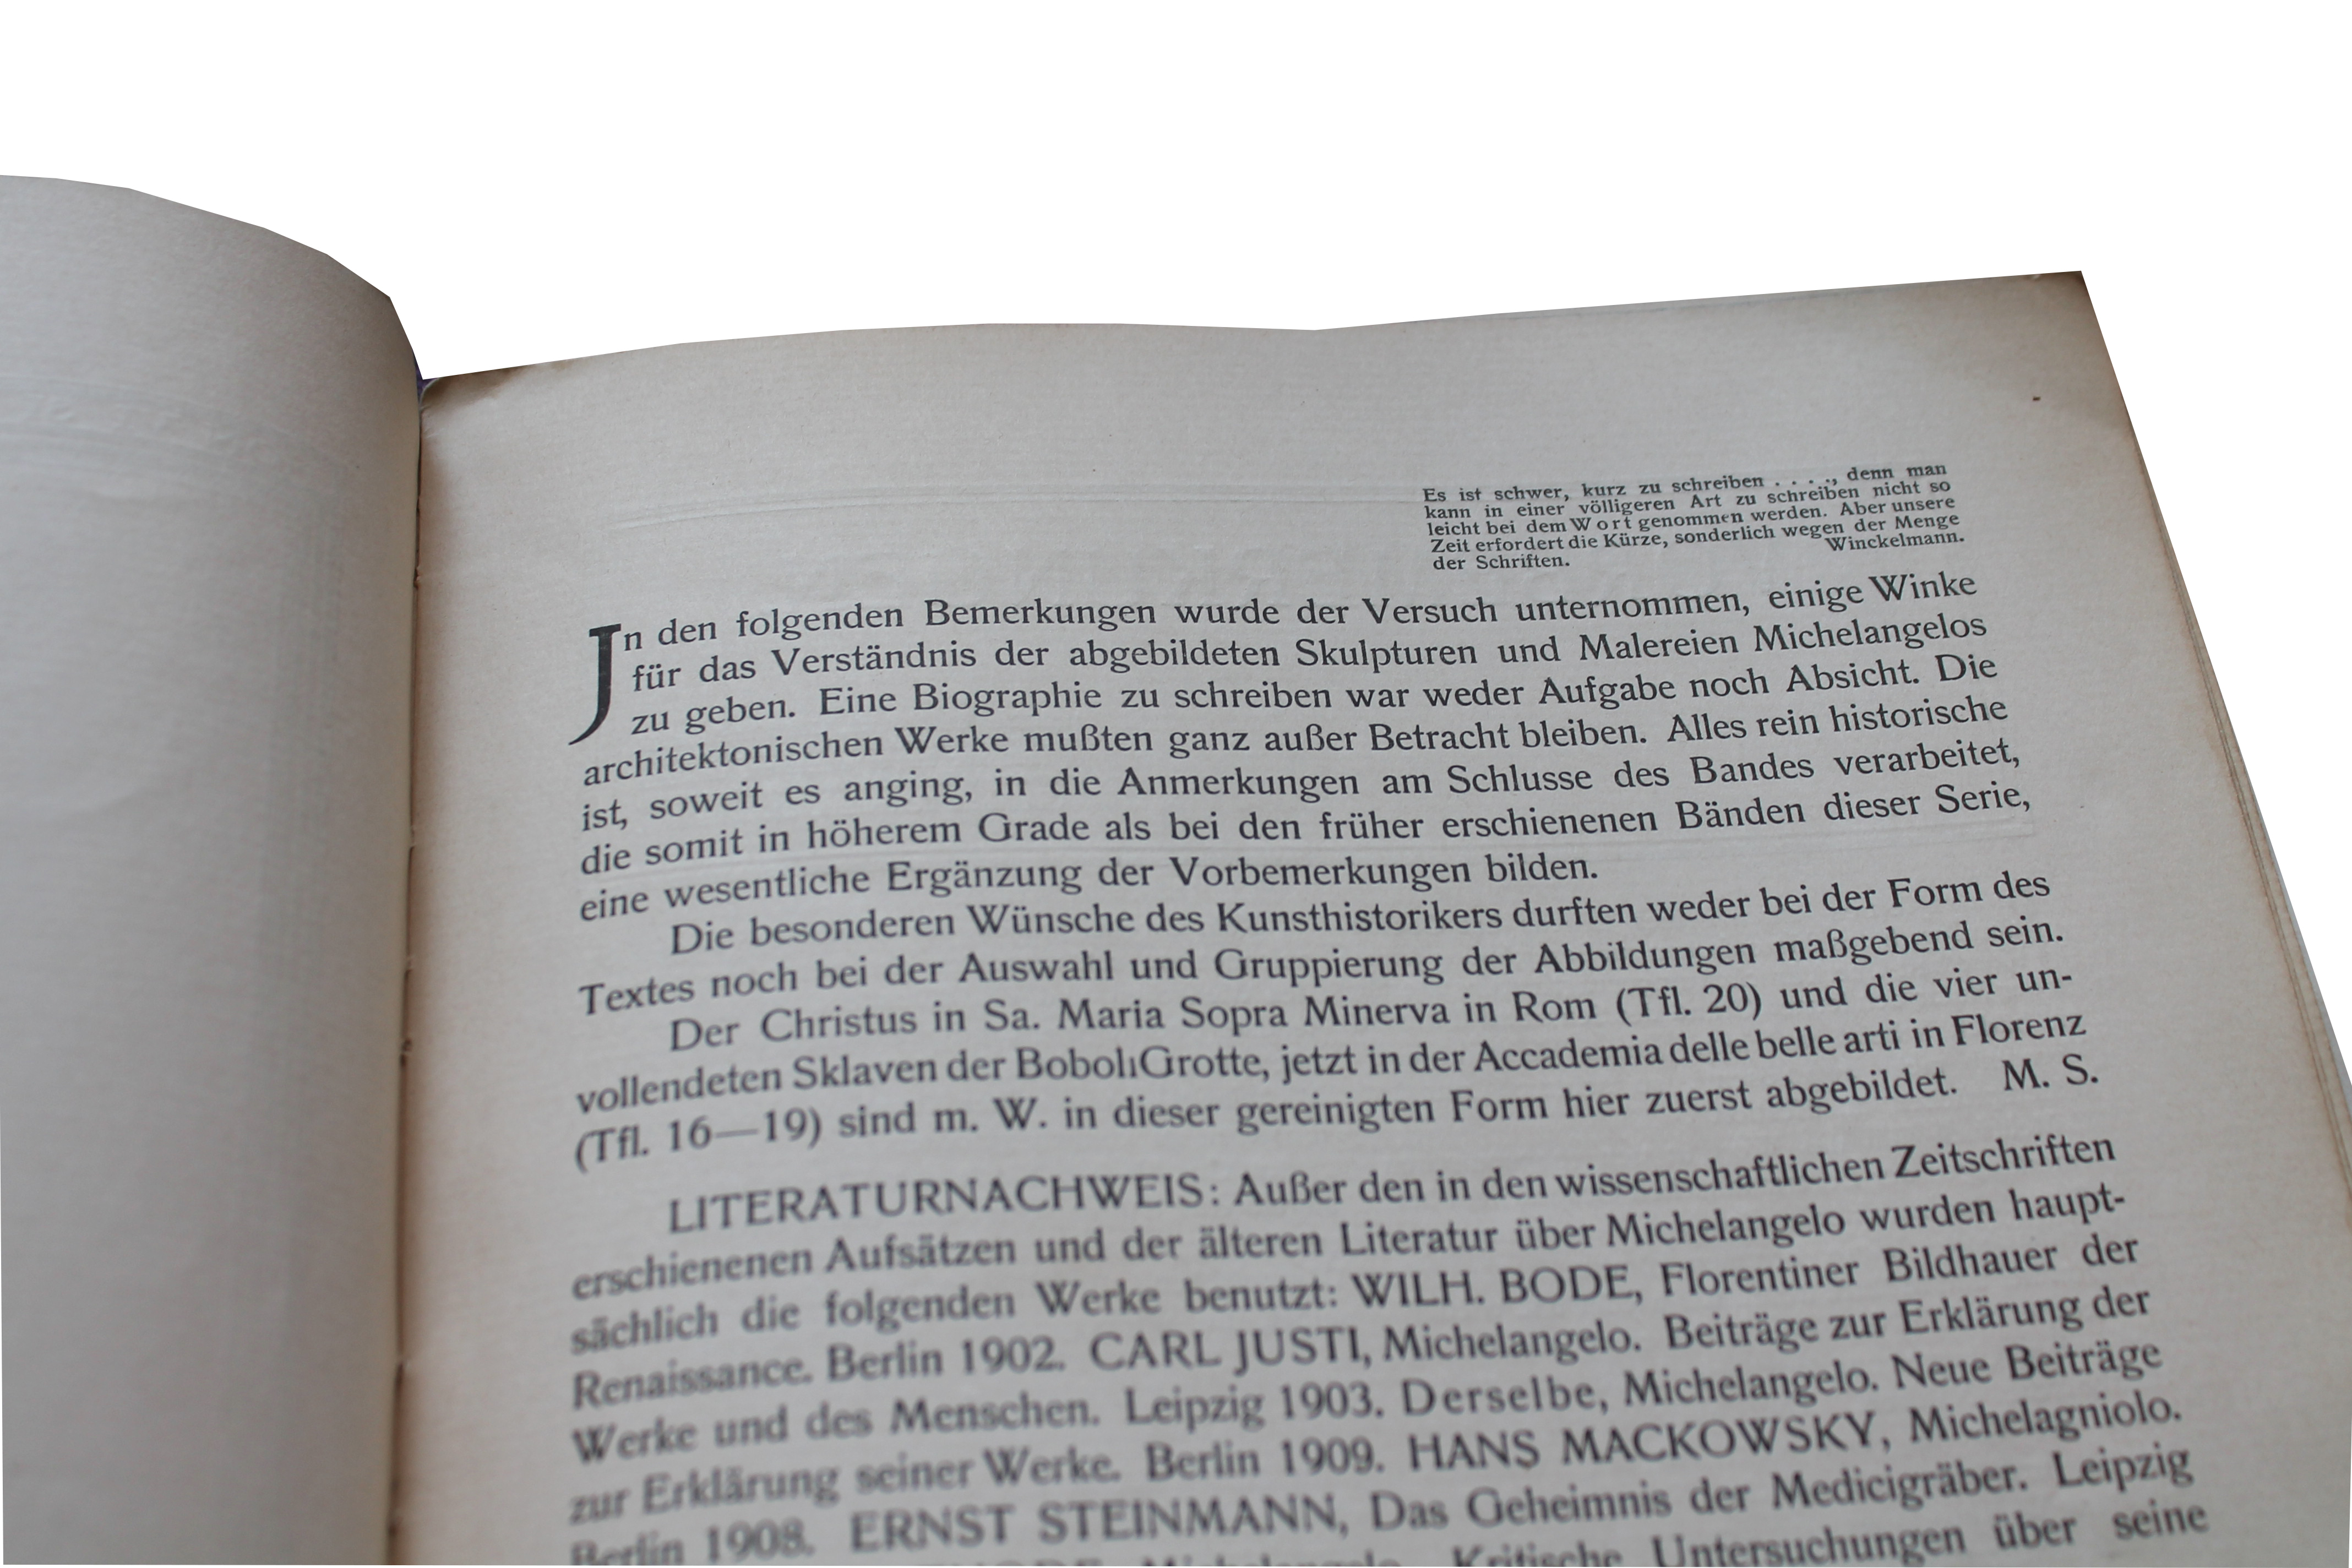 Es ist schwer, kurz zu schreiben . . . ., denn man
kann in einer völligeren Art zu schreiben nicht so
leicht bei dem Wort genommen werden. Aber unsere
Zeit erfordert die Kürze, sonderlich wegen der Menge
der Schriften.
Winckelmann.
Jn den folgenden Bemerkungen wurde der Versuch unternommen, einige Winke
für das Verständnis der abgebildeten Skulpturen und Malereien Michelangelos
zu geben. Eine Biographie zu schreiben war weder Aufgabe noch Absicht. Die
architektonischen Werke mußten ganz außer Betracht bleiben. Alles rein historische
ist, soweit es anging, in die Anmerkungen am Schlusse des Bandes verarbeitet,
die somit in höherem Grade als bei den früher erschienenen Bänden dieser Serie,
eine wesentliche Ergänzung der Vorbemerkungen bilden.
Die besonderen Wünsche des Kunsthistorikers durften weder bei der Form des
Textes noch bei der Auswahl und Gruppierung der Abbildungen maßgebend sein.
Der Christus in Sa. Maria Sopra Minerva in Rom (Tfl. 20) und die vier un-
vollendeten Sklaven der BobolıGrotte, jetzt in der Accademia delle belle arti in Florenz
(Tfl. 16—19) sind m. W. in dieser gereinigten Form hier zuerst abgebildet. M. S.
LITERATURNACHWEIS: Außer den in den wissenschaftlichen Zeitschriften
erschienenen Aufsätzen und der älteren Literatur über Michelangelo wurden haupt-
sächlich die folgenden Werke benutzt: WILH. BODE, Florentiner Bildhauer der
Renaissance. Berlin 1902. CARL JUSTI, Michelangelo. Beiträge zur Erklärung der
Werke und des Menschen. Leipzig 1903. Derselbe, Michelangelo. Neue Beiträge
zur Erklärung seiner Werke. Berlin 1909. HANS MACKOWSKY, Michelagniolo.
Berlin 1908. ERNST STEINMANN, Das Geheimnis der Medicigräber. Leipzig
Michelangelo. Kritische Untersuchungen über seine